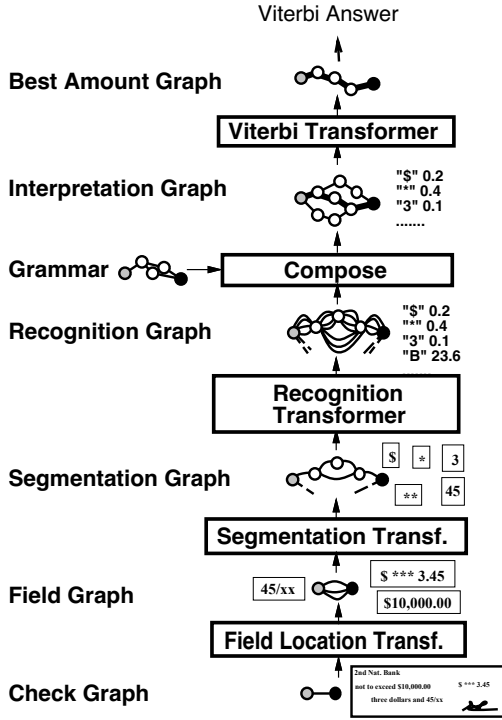 Viterbi Answer
Best Amount Graph
Viterbi Transformer
Interpretation Graph
"$" 0.2
"*" 0.4
"3" 0.1
.......
Grammar
Compose
Recognition Graph
"$" 0.2
"*" 0.4
"3" 0.1
"B" 23.6
.......
Recognition
Transformer
Segmentation Graph
$ * 3
** 45
Segmentation Transf.
Field Graph
45/xx
$ *** 3.45
$10,000.00
Field Location Transf.
Check Graph
2nd Nat. Bank
not to exceed $10,000.00 $ *** 3.45
three dollars and 45/xx